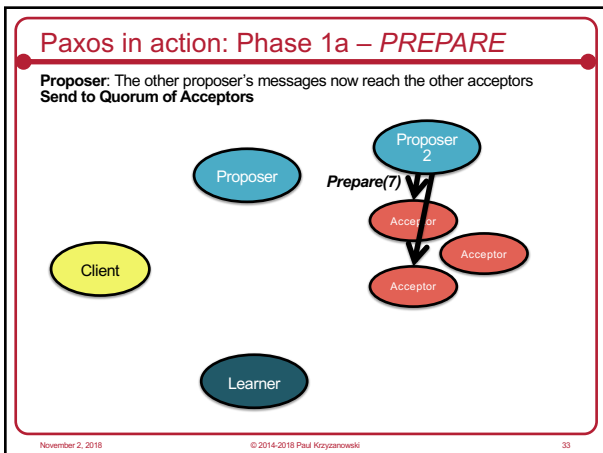 Paxos in action: Phase 1a – PREPARE
Proposer: The other proposer's messages now reach the other acceptors
Send to Quorum of Acceptors
Proposer
2
Proposer
Prepare(7)
Acceptor
Acceptor
Client
Acceptor
Learner
November 2, 2018
© 2014-2018 Paul Krzyzanowski
33